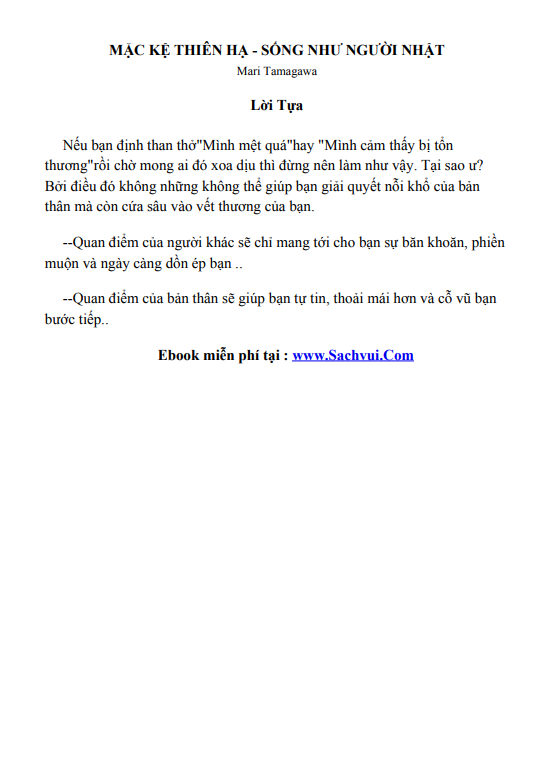 MẶC KỆ THIÊN HẠ - SỐNG NHƯ NGƯỜI NHẬT
Mari Tamagawa
Lời Tựa
Nếu bạn định than thở"Mình mệt quá"hay "Mình cảm thấy bị tổn
thương"rồi chờ mong ai đó xoa dịu thì đừng nên làm như vậy. Tại sao ư?
Bởi điều đó không những không thể giúp bạn giải quyết nỗi khổ của bản
thân mà còn cứa sâu vào vết thương của bạn.
--Quan điểm của người khác sẽ chỉ mang tới cho bạn sự băn khoăn, phiền
muộn và ngày càng dồn ép bạn ..
--Quan điểm của bản thân sẽ giúp bạn tự tin, thoải mái hơn và cỗ vũ bạn
bước tiếp..
Ebook miễn phí tại : www.Sachvui.Com